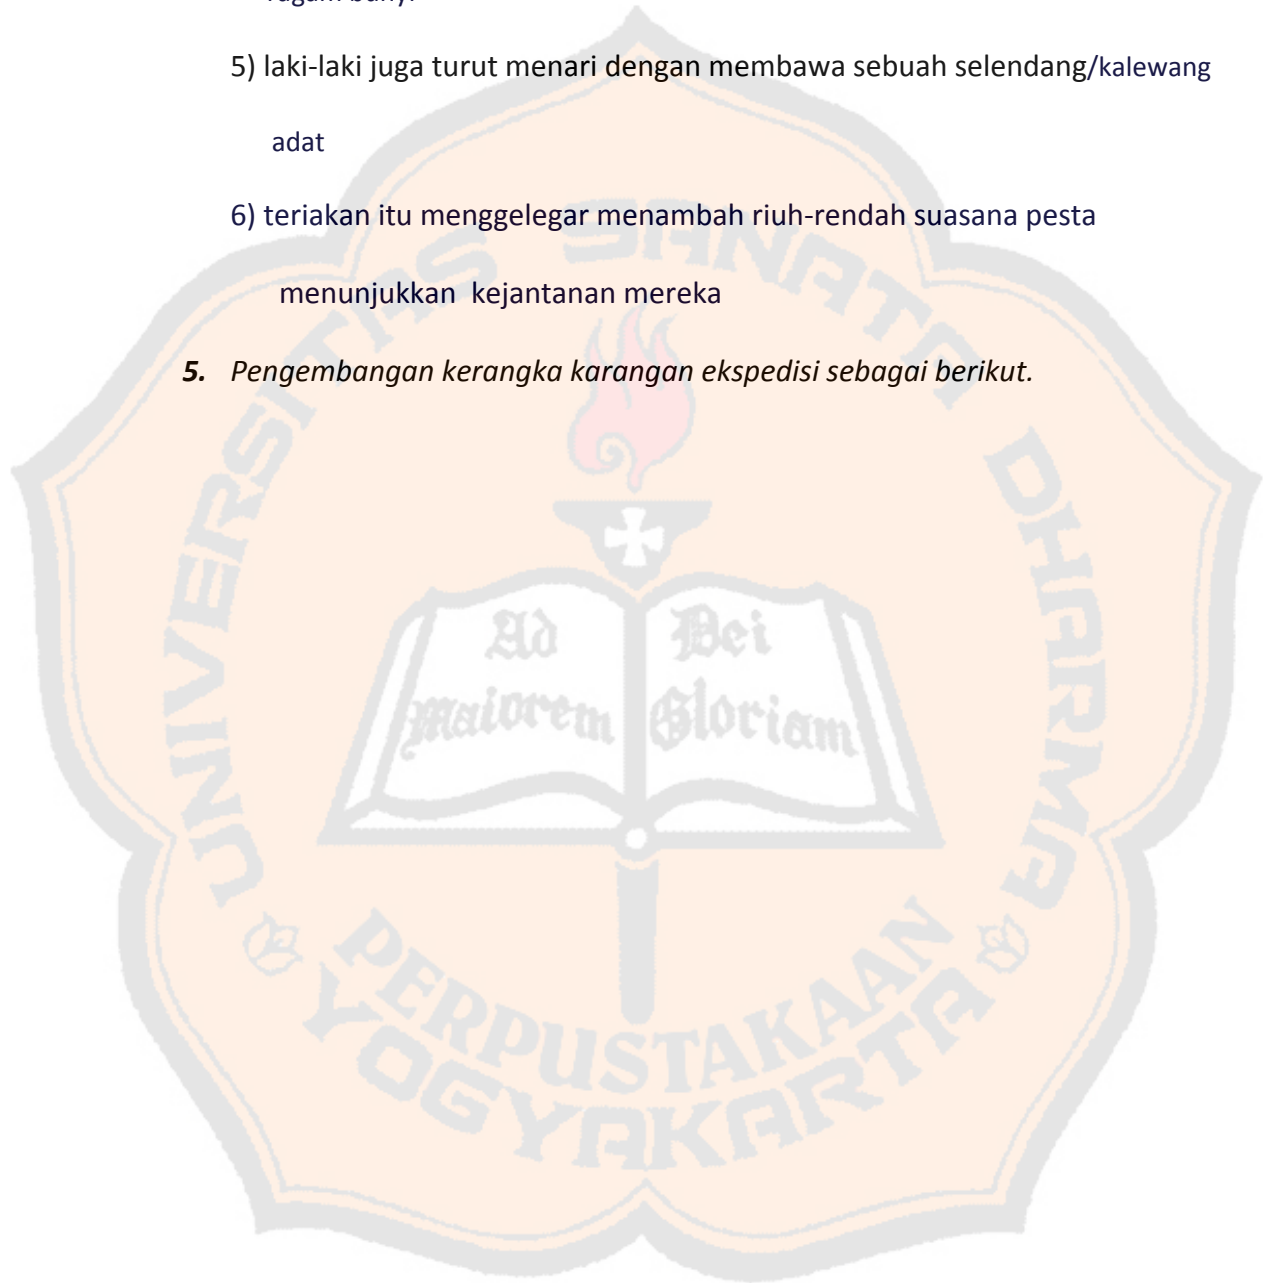 5) laki-laki juga turut menari dengan membawa sebuah selendang/kalewang
adat
6) teriakan itu menggelegar menambah riuh-rendah suasana pesta
menunjukkan kejantanan mereka
5. Pengembangan kerangka karangan ekspedisi sebagai berikut.
UNIVERSITAS SANATA DHARMA
Ad Dei
maiorem Gloriam
PERPUSTAKAAN
YOGYAKARTA